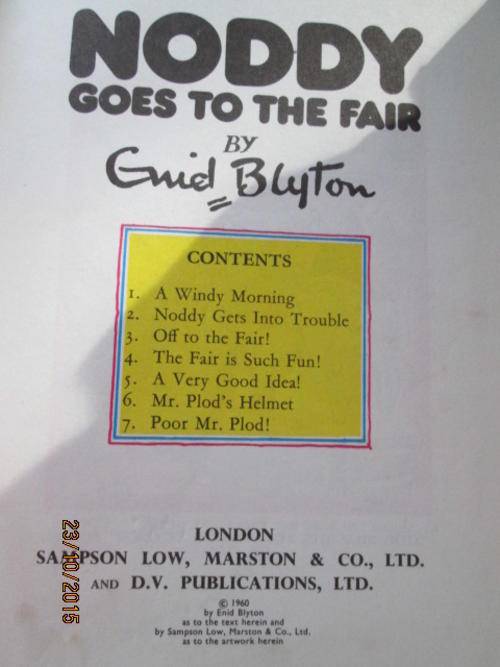 NODDY
GOES TO THE FAIR
BY
Enid Blyton
CONTENTS
1. A Windy Morning
2. Noddy Gets Into Trouble
3. Off to the Fair!
4. The Fair is Such Fun!
5. A Very Good Idea!
6. Mr. Plod's Helmet
7. Poor Mr. Plod!
LONDON
SAMPSON LOW, MARSTON & CO., LTD.
AND D.V. PUBLICATIONS, LTD.
© 1960
by Enid Blyton
as to the text herein and
by Sampson Low, Marston & Co., Ltd.
as to the artwork herein
23/10/2015